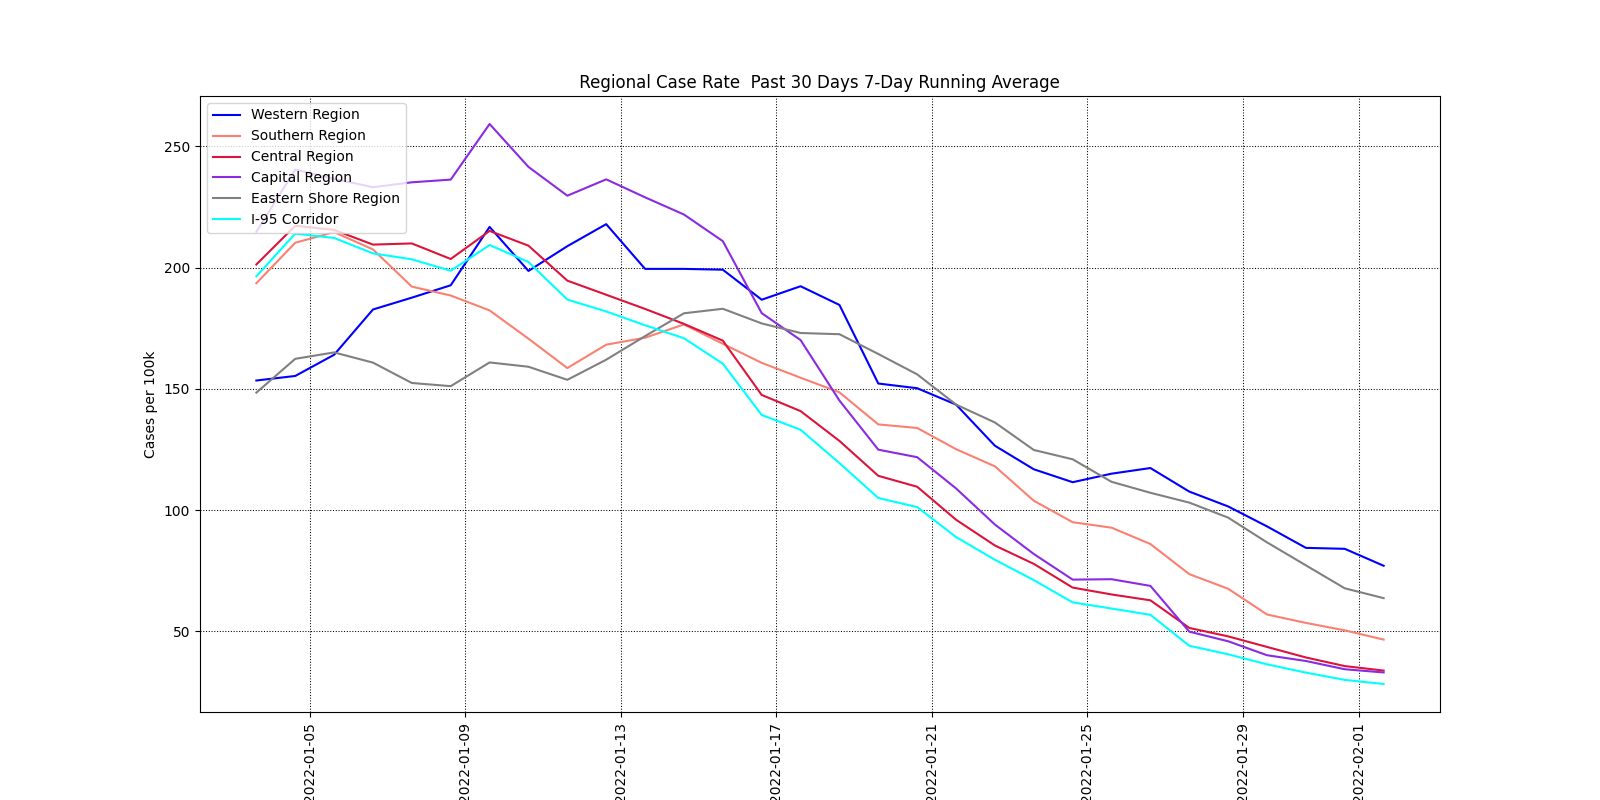 Regional Case Rate  Past 30 Days 7-Day Running Average
Western Region
Southern Region
Central Region
Capital Region
Eastern Shore Region
I-95 Corridor
Cases per 100k
250
200
150
100
50
2022-01-05
2022-01-09
2022-01-13
2022-01-17
2022-01-21
2022-01-25
2022-01-29
2022-02-01